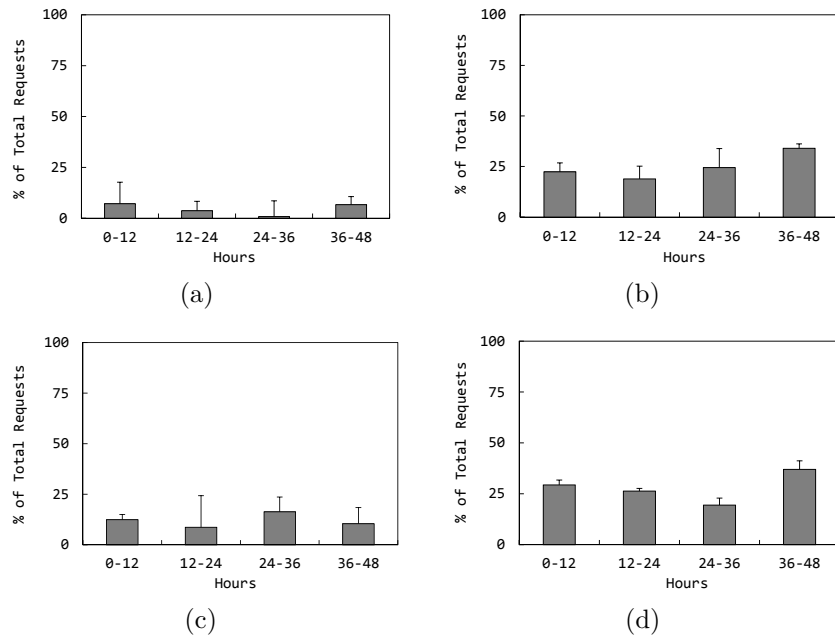 100
75
50
25
0
% of Total Requests
0-12 12-24 24-36 36-48
Hours
(a)
100
75
50
25
0
% of Total Requests
0-12 12-24 24-36 36-48
Hours
(b)
100
75
50
25
0
% of Total Requests
0-12 12-24 24-36 36-48
Hours
(c)
100
75
50
25
0
% of Total Requests
0-12 12-24 24-36 36-48
Hours
(d)